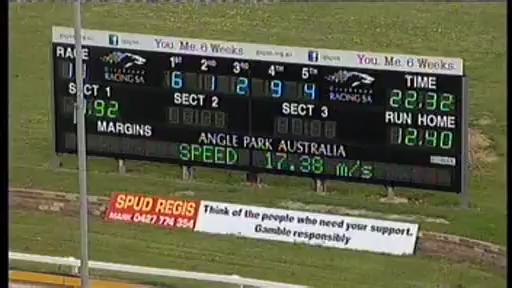 You. Me. 6 Weeks.
You. Me. 6 Weeks.
RACE
1st 2nd 3rd 4th 5th
6 1 2 9 4
RACING SA
RACING SA
TIME
22.32
SECT 1
SECT 2
SECT 3
RUN HOME
12.40
MARGINS
ANGLE PARK AUSTRALIA
SPEED 17.38 m/s
SPUD REGIS
MARK 0427 774 354
Think of the people who need your support.
Gamble responsibly